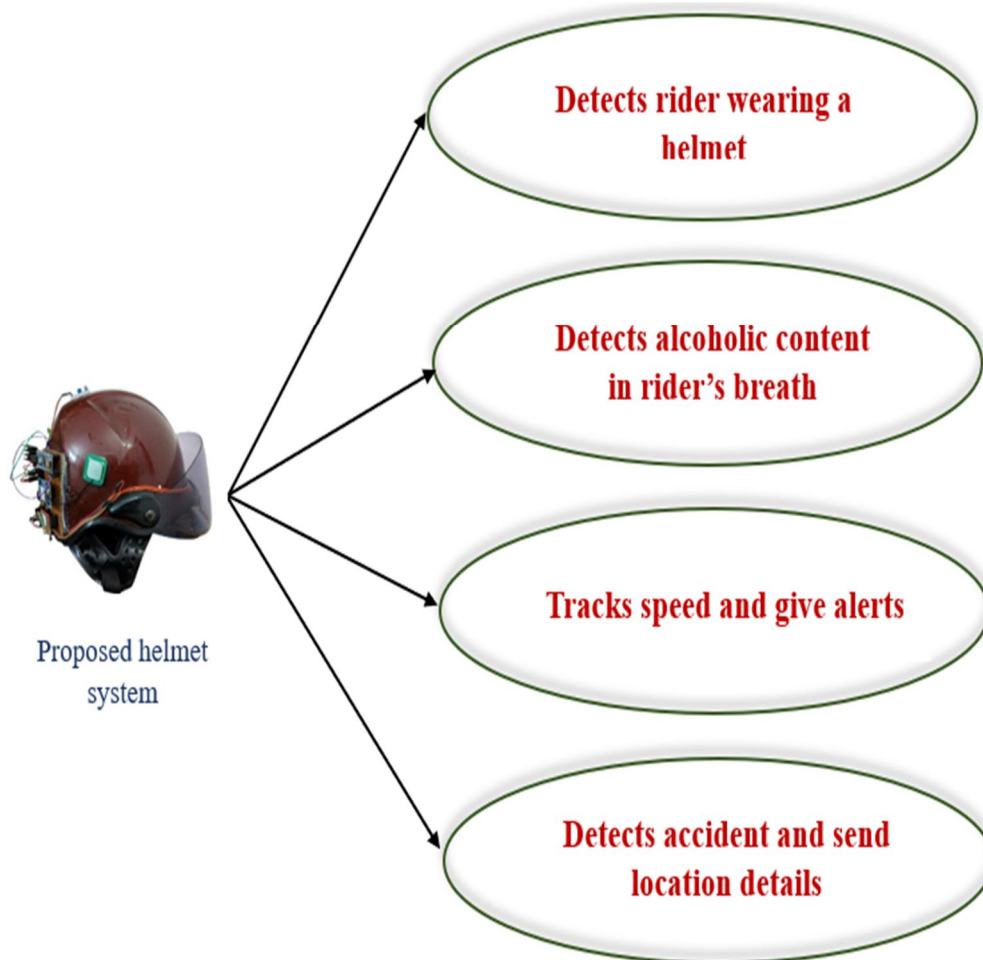 Detects rider wearing a
helmet
Detects alcoholic content
in rider’s breath
Tracks speed and give alerts
Proposed helmet
system
Detects accident and send
location details